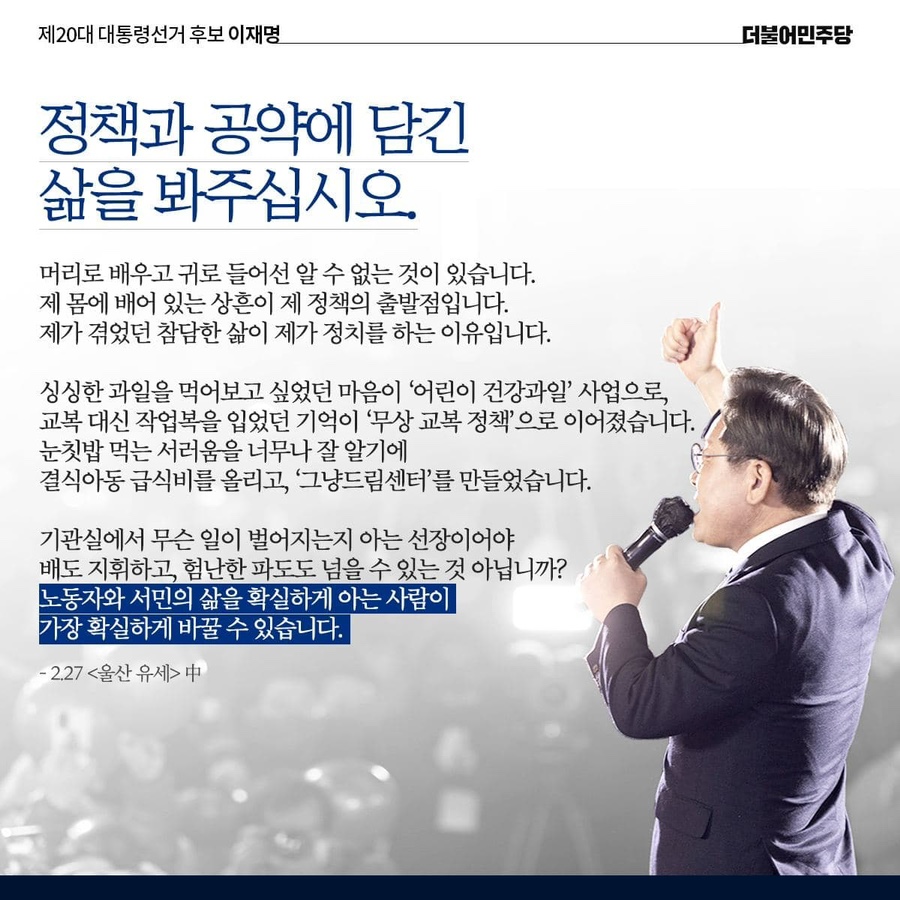 제20대 대통령선거 후보 이재명
더불어민주당
정책과 공약에 담긴
삶을 봐주십시오.
머리로 배우고 귀로 들어선 알 수 없는 것이 있습니다.
제 몸에 배어 있는 상흔이 제 정책의 출발점입니다.
제가 겪었던 참담한 삶이 제가 정치를 하는 이유입니다.
싱싱한 과일을 먹어보고 싶었던 마음이 ‘어린이 건강과일’ 사업으로,
교복 대신 작업복을 입었던 기억이 ‘무상 교복 정책’으로 이어졌습니다.
눈칫밥 먹는 서러움을 너무나 잘 알기에
결식아동 급식비를 올리고, ‘그냥드림센터’를 만들었습니다.
기관실에서 무슨 일이 벌어지는지 아는 선장이어야
배도 지휘하고, 험난한 파도도 넘을 수 있는 것 아닙니까?
노동자와 서민의 삶을 확실하게 아는 사람이
가장 확실하게 바꿀 수 있습니다.
- 2.27 <울산 유세> 中